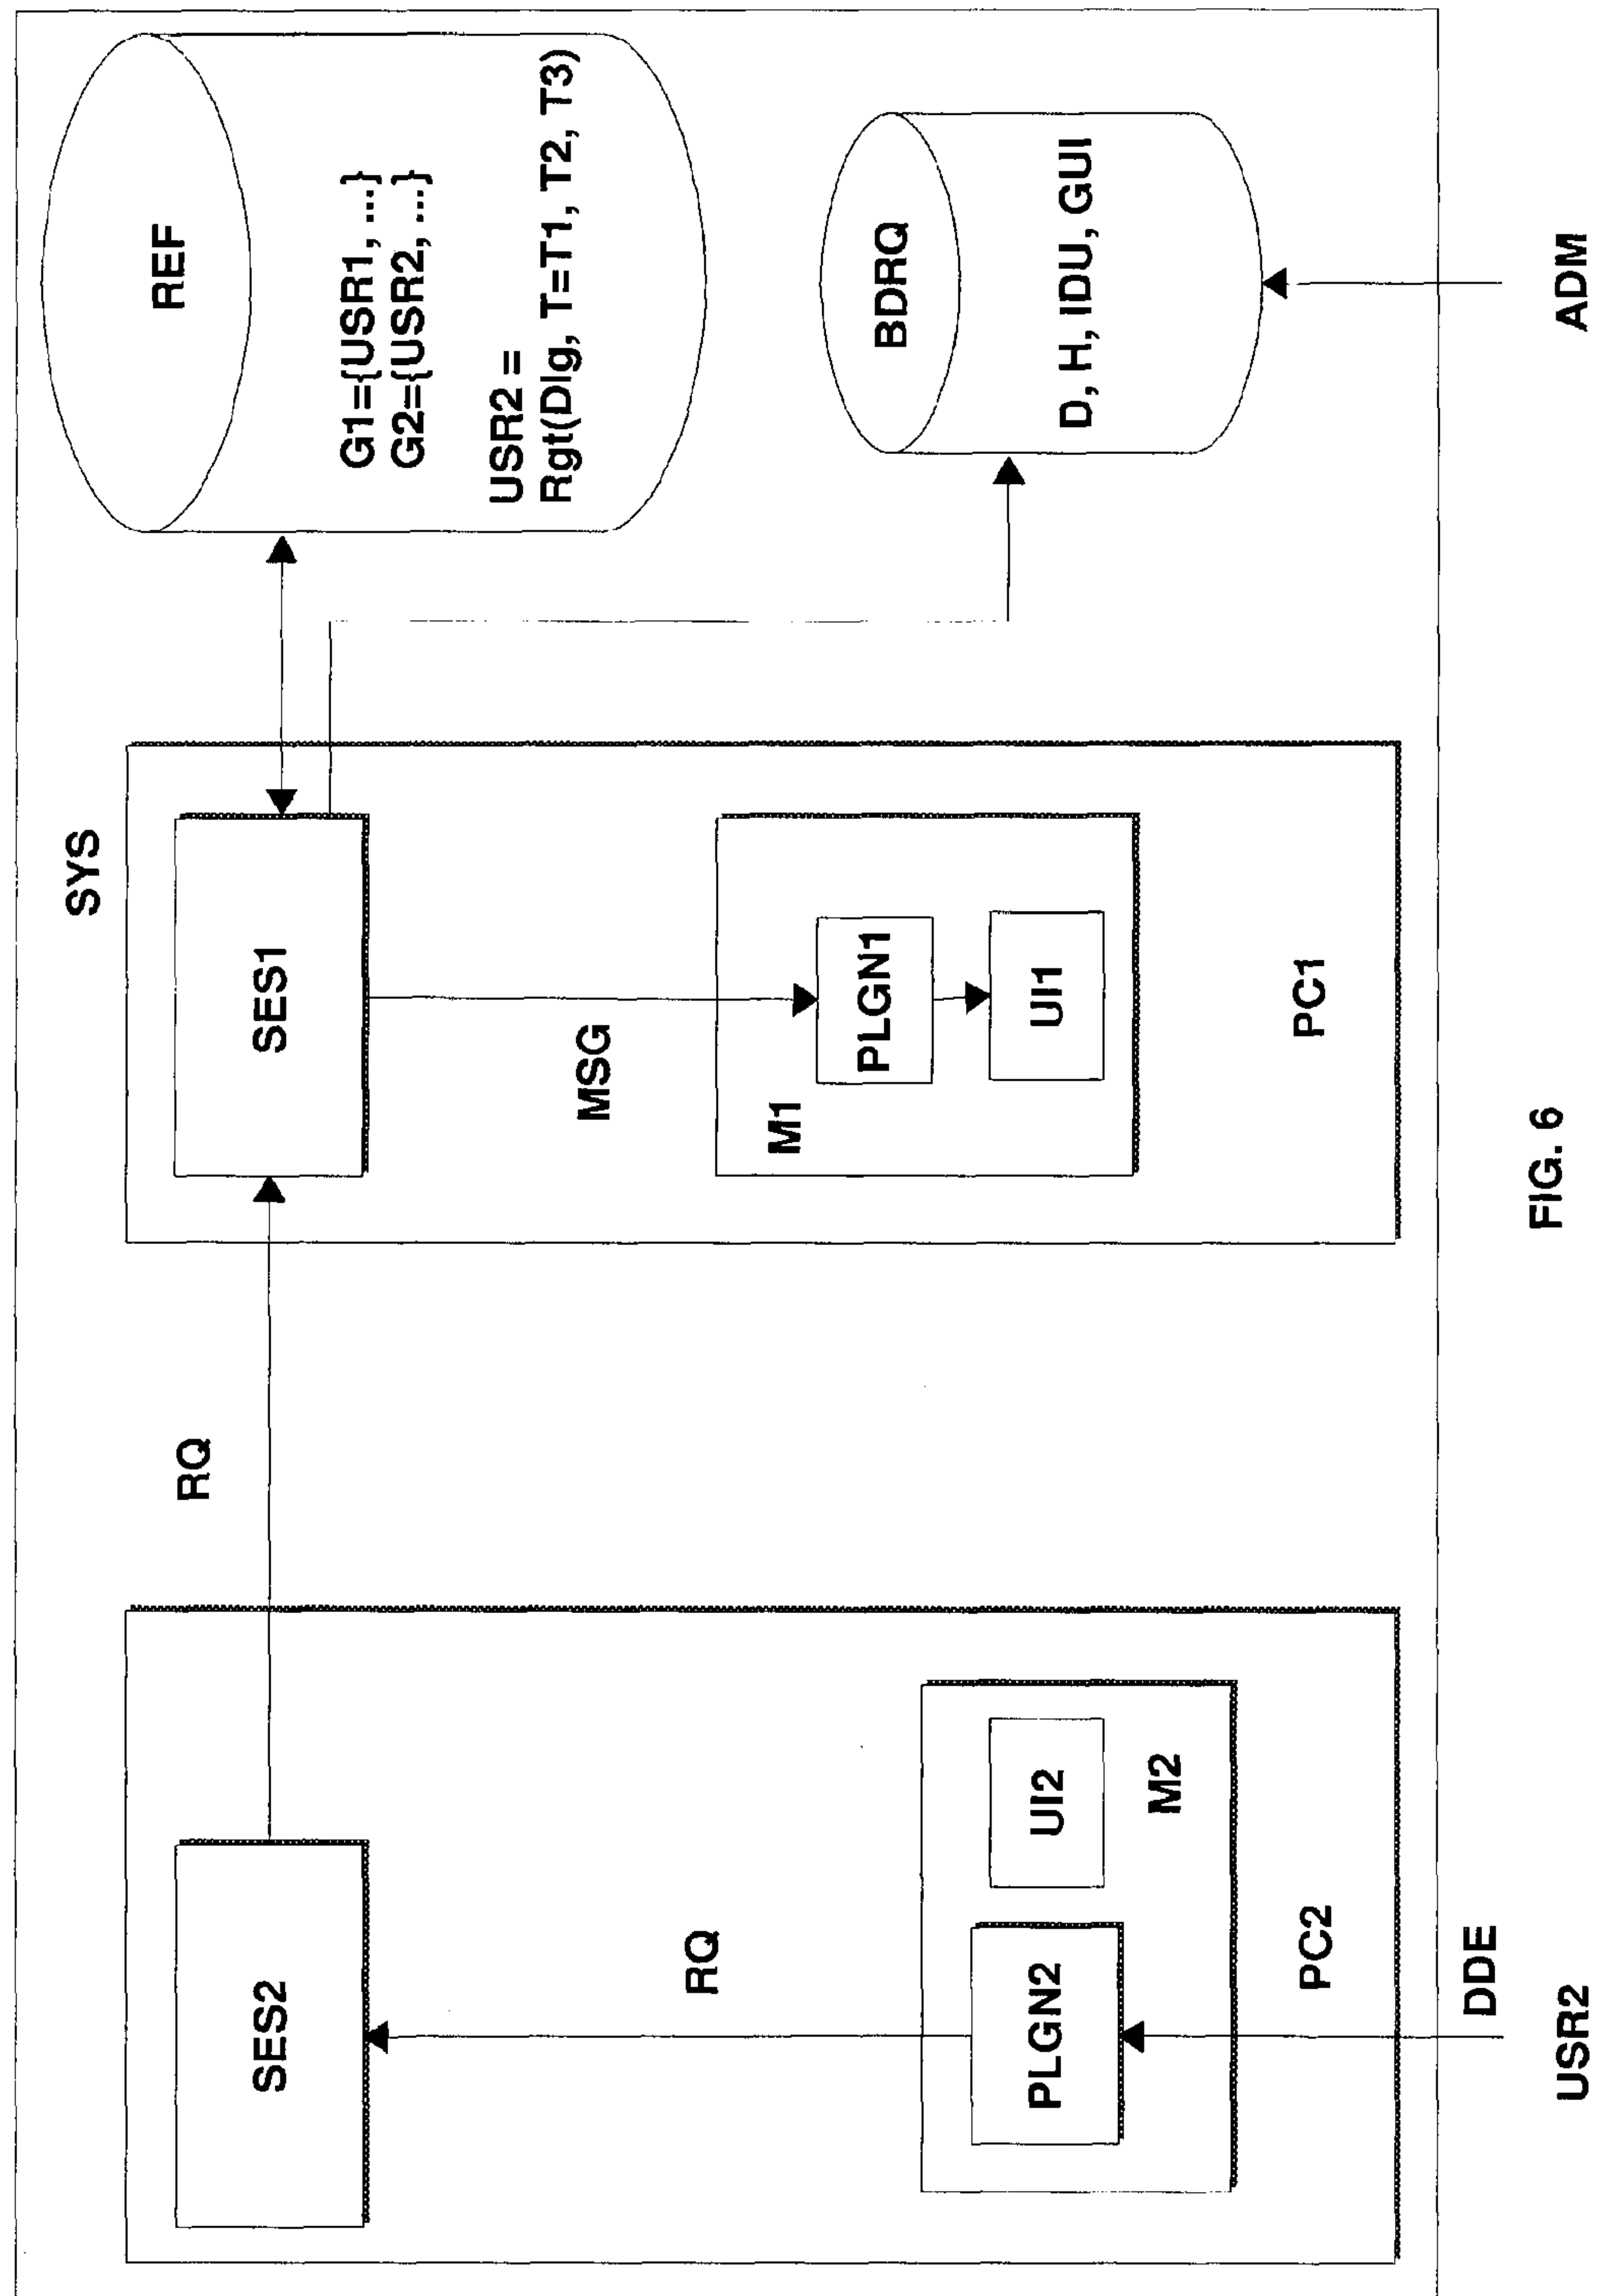 SYS
REF
G1={USR1, ...}
G2={USR2, ...}
USR2 =
Rgt(Dlg, T=T1, T2, T3)
SES2
RQ
SES1
RQ
MSG
BDRQ
D, H, IDU, GUI
M1
PLGN1
UI1
PC1
PLGN2
UI2
M2
PC2
DDE
USR2
ADM
FIG. 6